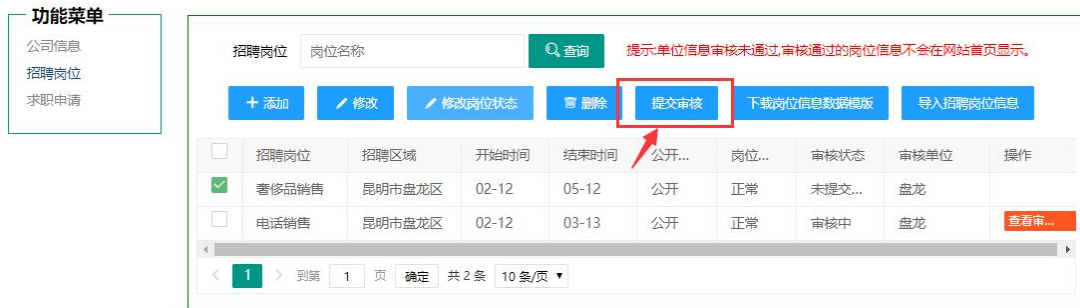 功能菜单
公司信息
招聘岗位
求职申请
招聘岗位 岗位名称 查询 提示:单位信息审核未通过,审核通过的岗位信息不会在网站首页显示。
添加 修改 修改岗位状态 删除 提交审核 下载岗位信息数据模版 导入招聘岗位信息
招聘岗位 招聘区域 开始时间 结束时间 公开... 岗位... 审核状态 审核单位 操作
奢侈品销售 昆明市盘龙区 02-12 05-12 公开 正常 未提交... 盘龙
电话销售 昆明市盘龙区 02-12 03-13 公开 正常 审核中 盘龙 查看审...
1 到第 1 页 确定 共 2 条 10 条/页